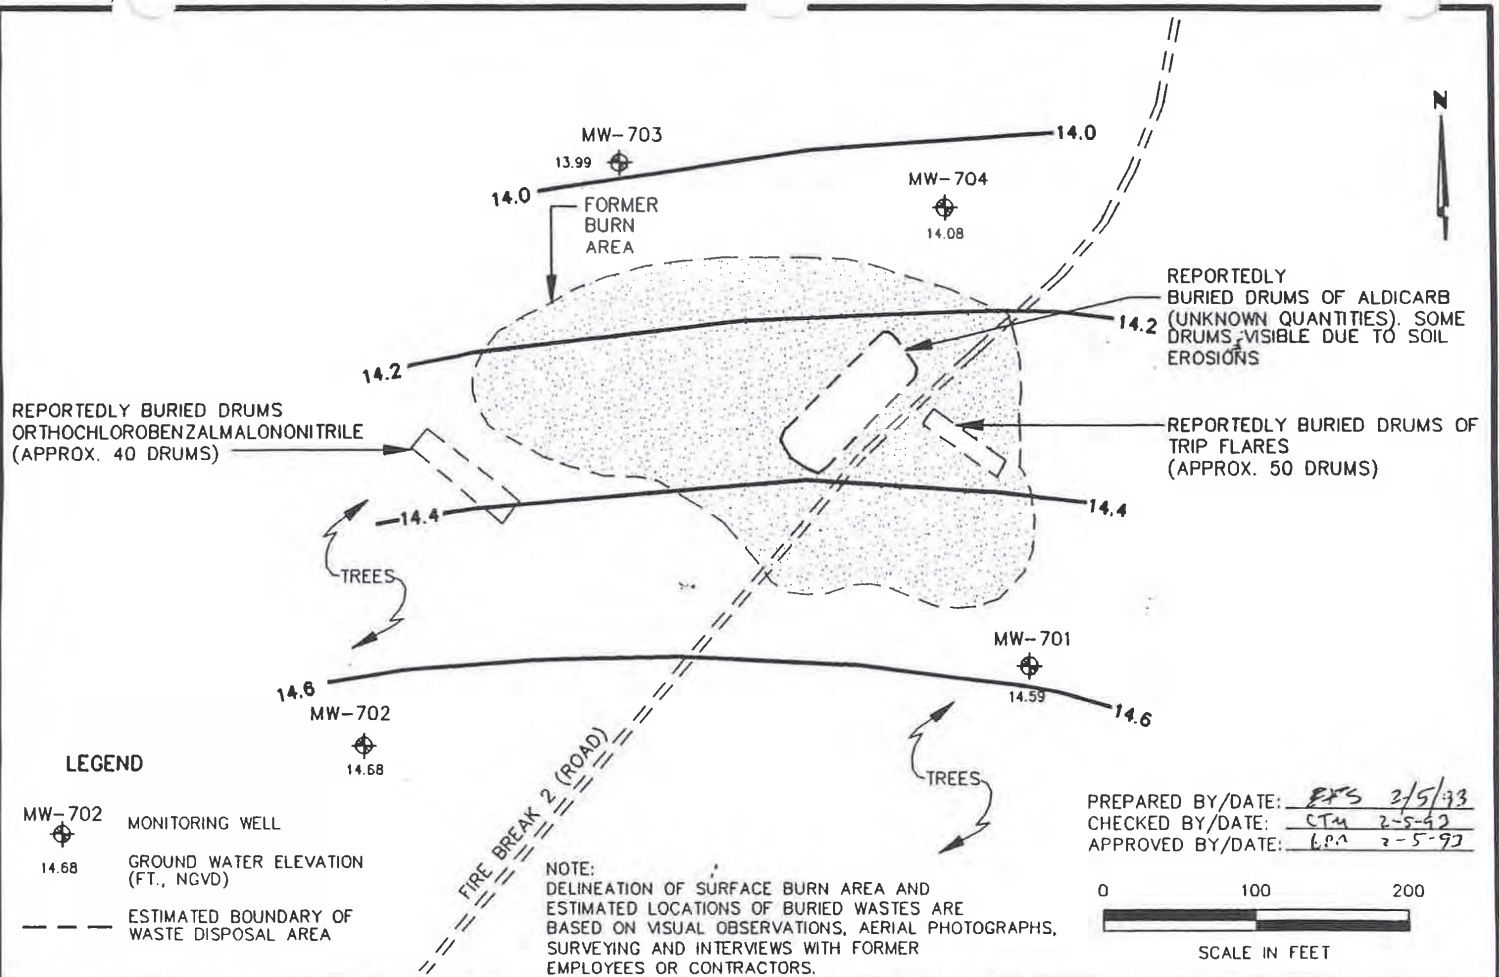 N
MW-703
13.99
14.0
14.0
MW-704
14.08
FORMER
BURN
AREA
REPORTEDLY
BURIED DRUMS OF ALDICARB
(UNKNOWN QUANTITIES). SOME
DRUMS VISIBLE DUE TO SOIL
EROSIONS
14.2
14.2
REPORTEDLY BURIED DRUMS
ORTHOCHLOROBENZALMALONONITRILE
(APPROX. 40 DRUMS)
REPORTEDLY BURIED DRUMS OF
TRIP FLARES
(APPROX. 50 DRUMS)
14.4
14.4
TREES
MW-701
14.59
14.6
14.6
MW-702
14.68
TREES
FIRE BREAK 2 (ROAD)
LEGEND
MW-702
MONITORING WELL
14.68
GROUND WATER ELEVATION
(FT., NGVD)
ESTIMATED BOUNDARY OF
WASTE DISPOSAL AREA
NOTE:
DELINEATION OF SURFACE BURN AREA AND
ESTIMATED LOCATIONS OF BURIED WASTES ARE
BASED ON VISUAL OBSERVATIONS, AERIAL PHOTOGRAPHS,
SURVEYING AND INTERVIEWS WITH FORMER
EMPLOYEES OR CONTRACTORS.
PREPARED BY/DATE: 2/5/93
CHECKED BY/DATE: CTM 2-5-93
APPROVED BY/DATE: 2-5-93
0 100 200
SCALE IN FEET